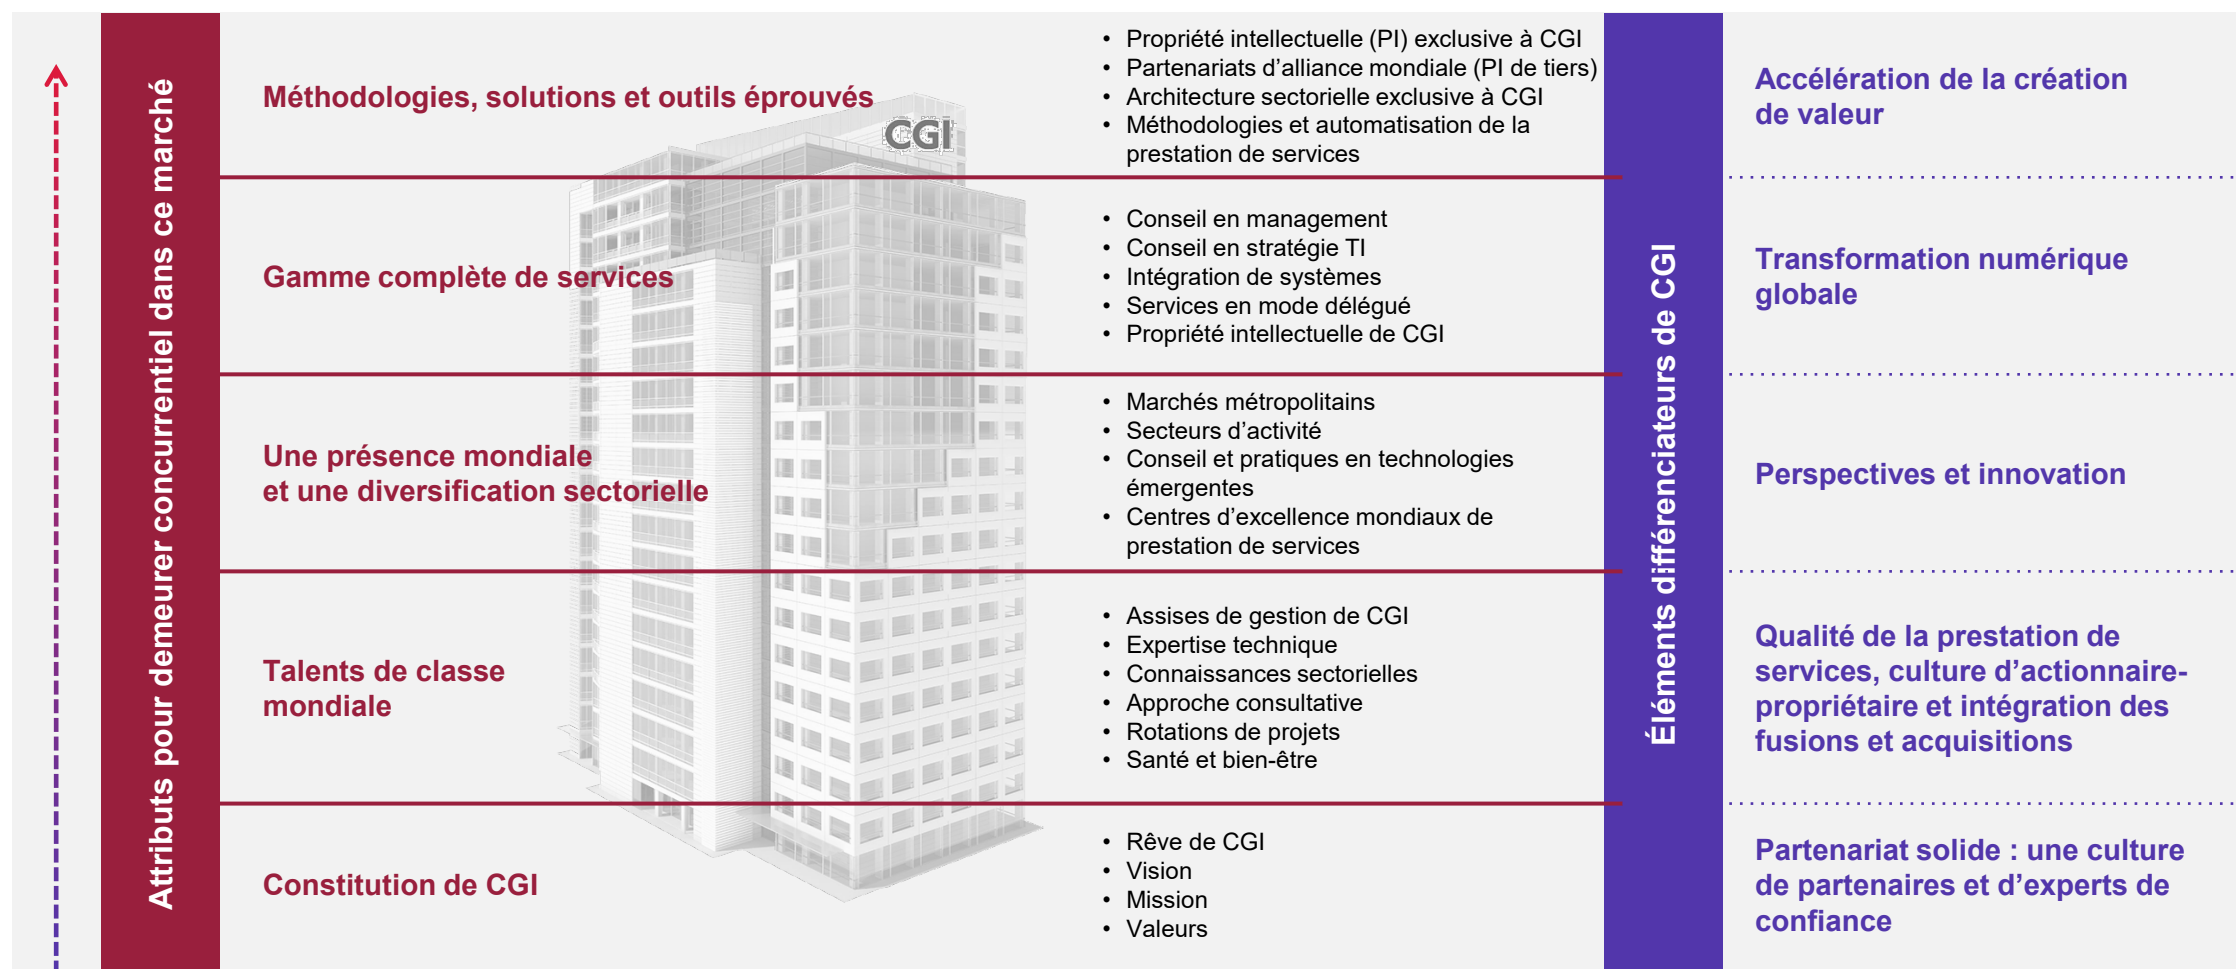 Attributs pour demeurer concurrentiel dans ce marché
Méthodologies, solutions et outils éprouvés
CGI
• Propriété intellectuelle (PI) exclusive à CGI
• Partenariats d’alliance mondiale (PI de tiers)
• Architecture sectorielle exclusive à CGI
• Méthodologies et automatisation de la
prestation de services
Éléments différenciateurs de CGI
Accélération de la création
de valeur
Gamme complète de services
• Conseil en management
• Conseil en stratégie TI
• Intégration de systèmes
• Services en mode délégué
• Propriété intellectuelle de CGI
Transformation numérique
globale
Une présence mondiale
et une diversification sectorielle
• Marchés métropolitains
• Secteurs d’activité
• Conseil et pratiques en technologies
émergentes
• Centres d’excellence mondiaux de
prestation de services
Perspectives et innovation
Talents de classe
mondiale
• Assises de gestion de CGI
• Expertise technique
• Connaissances sectorielles
• Approche consultative
• Rotations de projets
• Santé et bien-être
Qualité de la prestation de
services, culture d’actionnaire-
propriétaire et intégration des
fusions et acquisitions
Constitution de CGI
• Rêve de CGI
• Vision
• Mission
• Valeurs
Partenariat solide : une culture
de partenaires et d’experts de
confiance